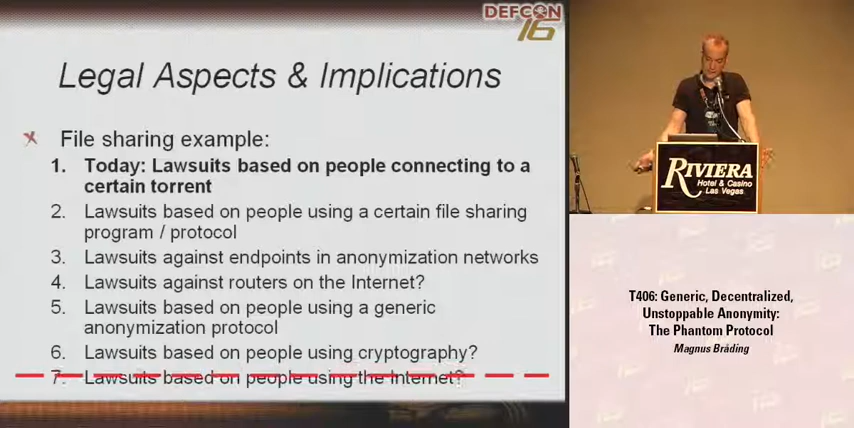 DEFCON
16
Legal Aspects & Implications
File sharing example:
1. Today: Lawsuits based on people connecting to a
certain torrent
2. Lawsuits based on people using a certain file sharing
program / protocol
3. Lawsuits against endpoints in anonymization networks
4. Lawsuits against routers on the Internet?
5. Lawsuits based on people using a generic
anonymization protocol
6. Lawsuits based on people using cryptography?
7. Lawsuits based on people using the Internet?
RIVIERA
Hotel & Casino
Las Vegas
T406: Generic, Decentralized,
Unstoppable Anonymity:
The Phantom Protocol
Magnus Bråding